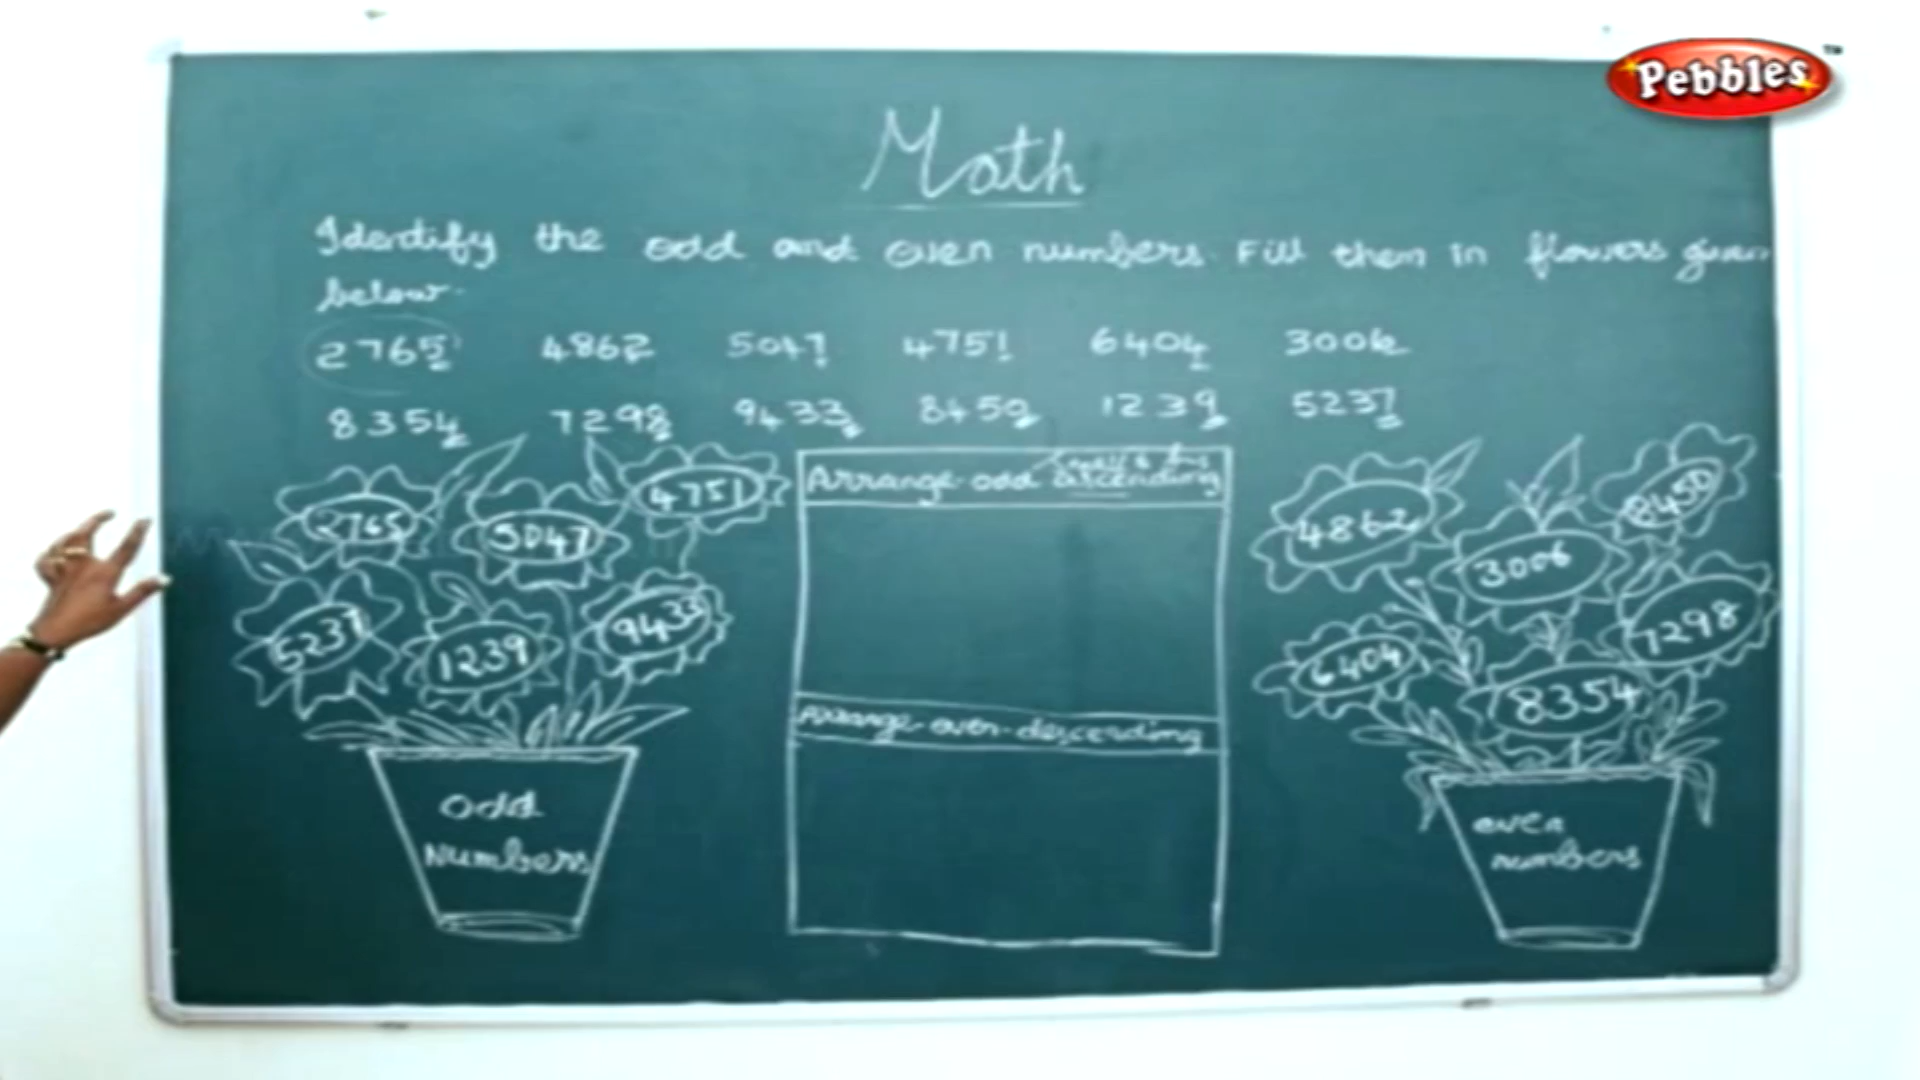 Pebbles™
Math
Identify the odd and even numbers. Fill them in flowers given
below.
2765 4862 5047 4751 6404 3006
8354 7298 9433 8450 1239 5237
2765 5047 4751
5237 1239 9433
odd
Numbers
Arrange odd ascending
Arrange even descending
4862 3006 8450
6404 8354 7298
even
numbers